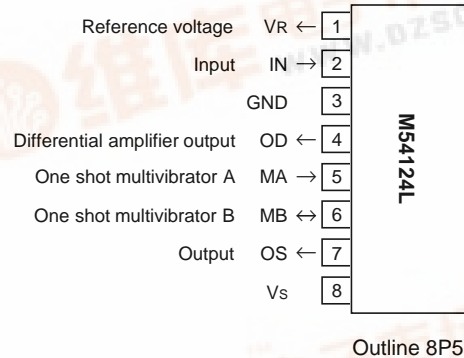 Reference voltage VR ← 1
Input IN → 2
GND 3
Differential amplifier output OD ← 4
One shot multivibrator A MA → 5
One shot multivibrator B MB ↔ 6
Output OS ← 7
Vs 8
M54124L
Outline 8P5